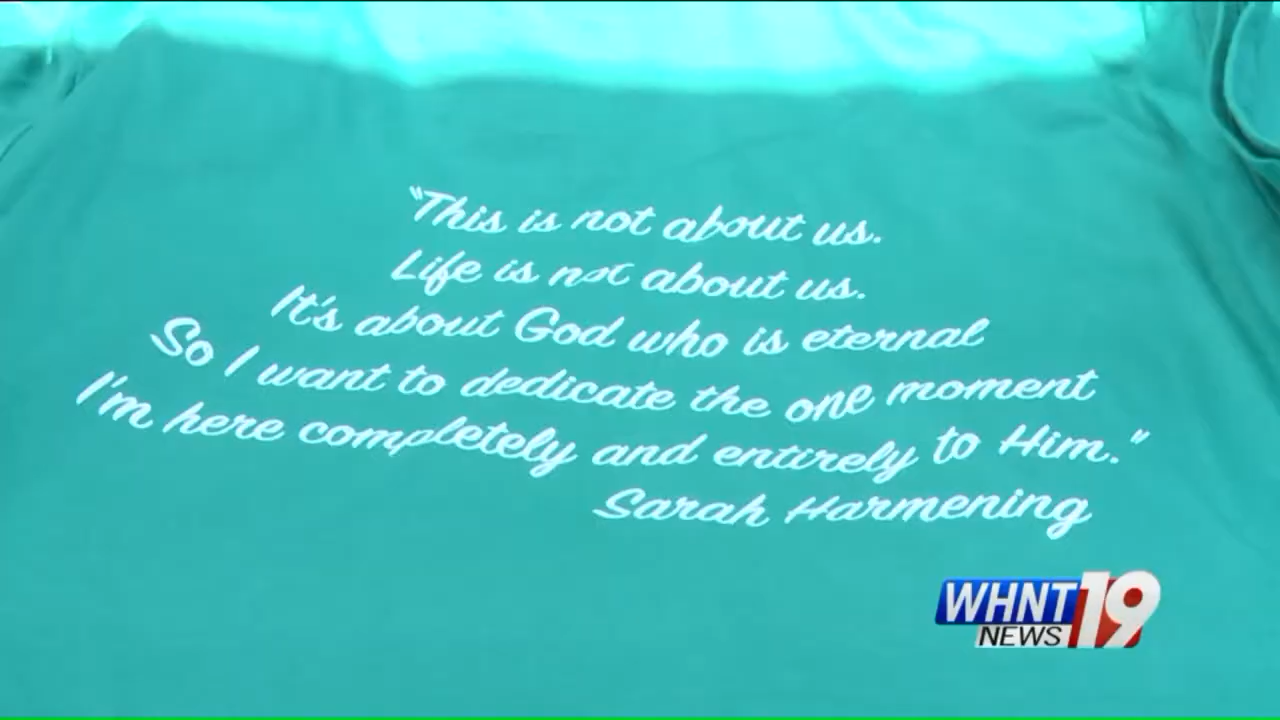 "This is not about us.
Life is not about us.
It's about God who is eternal
So I want to dedicate the one moment
I'm here completely and entirely to Him."
Sarah Harmening
WHNT 19
NEWS